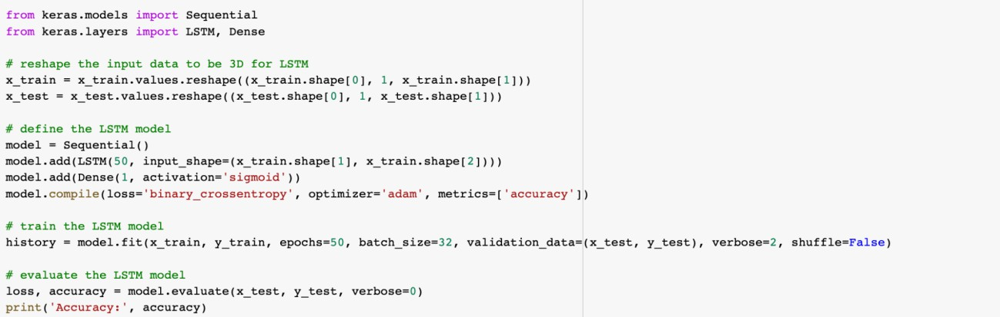 from keras.models import Sequential
from keras.layers import LSTM, Dense
# reshape the input data to be 3D for LSTM
x_train = x_train.values.reshape((x_train.shape[0], 1, x_train.shape[1]))
x_test = x_test.values.reshape((x_test.shape[0], 1, x_test.shape[1]))
# define the LSTM model
model = Sequential()
model.add(LSTM(50, input_shape=(x_train.shape[1], x_train.shape[2])))
model.add(Dense(1, activation='sigmoid'))
model.compile(loss='binary_crossentropy', optimizer='adam', metrics=['accuracy'])
# train the LSTM model
history = model.fit(x_train, y_train, epochs=50, batch_size=32, validation_data=(x_test, y_test), verbose=2, shuffle=False)
# evaluate the LSTM model
loss, accuracy = model.evaluate(x_test, y_test, verbose=0)
print('Accuracy:', accuracy)